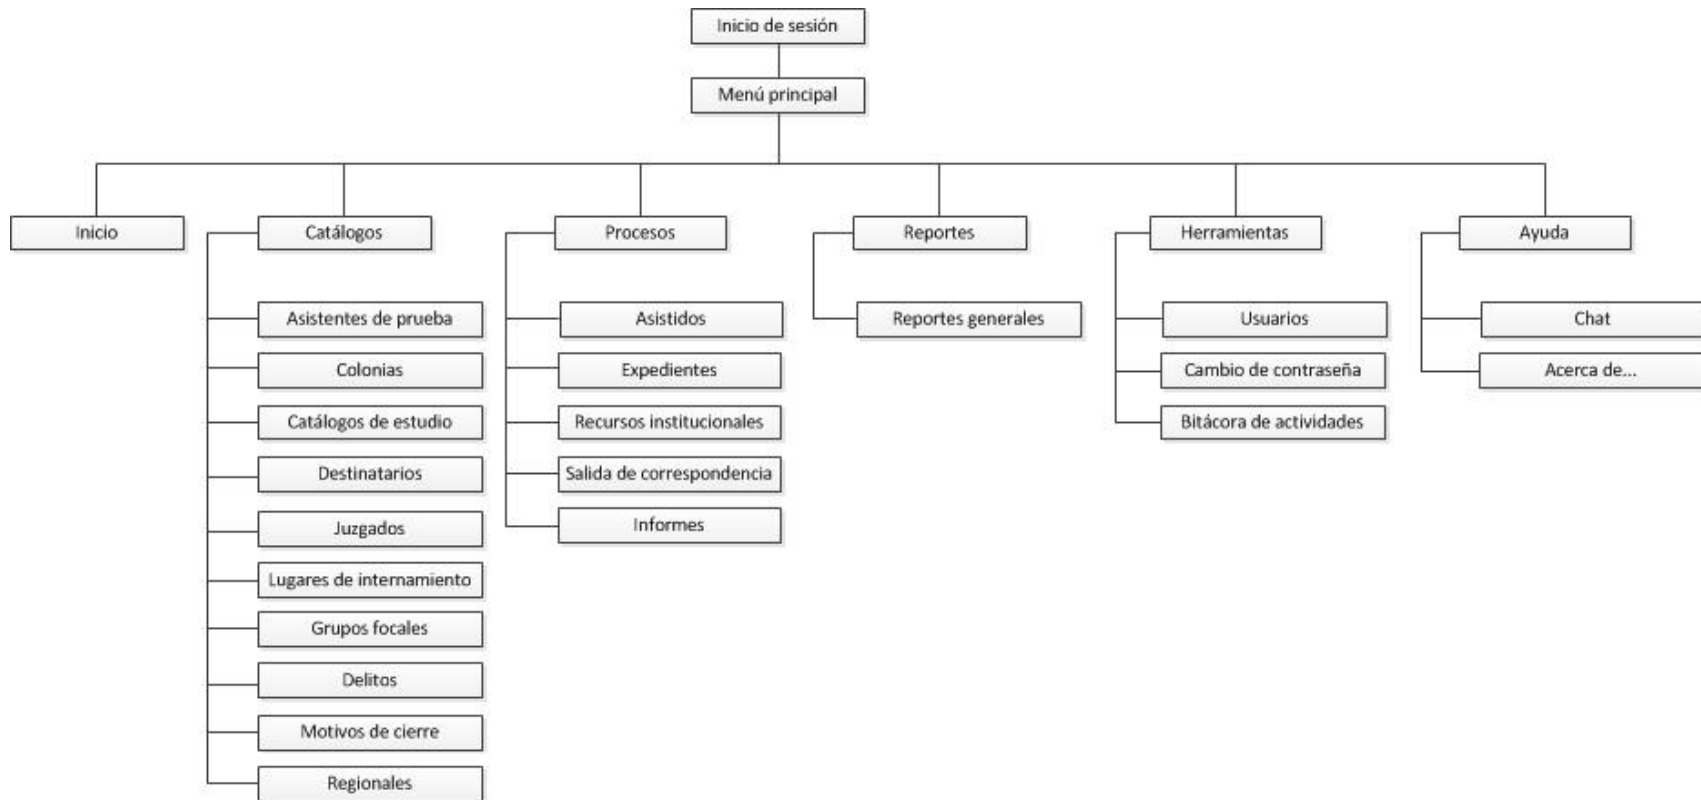 Inicio de sesión
Menú principal
Inicio
Catálogos
Procesos
Reportes
Herramientas
Ayuda
Asistentes de prueba
Colonias
Catálogos de estudio
Destinatarios
Juzgados
Lugares de internamiento
Grupos focales
Delitos
Motivos de cierre
Regionales
Asistidos
Expedientes
Recursos institucionales
Salida de correspondencia
Informes
Reportes generales
Usuarios
Cambio de contraseña
Bitácora de actividades
Chat
Acerca de...